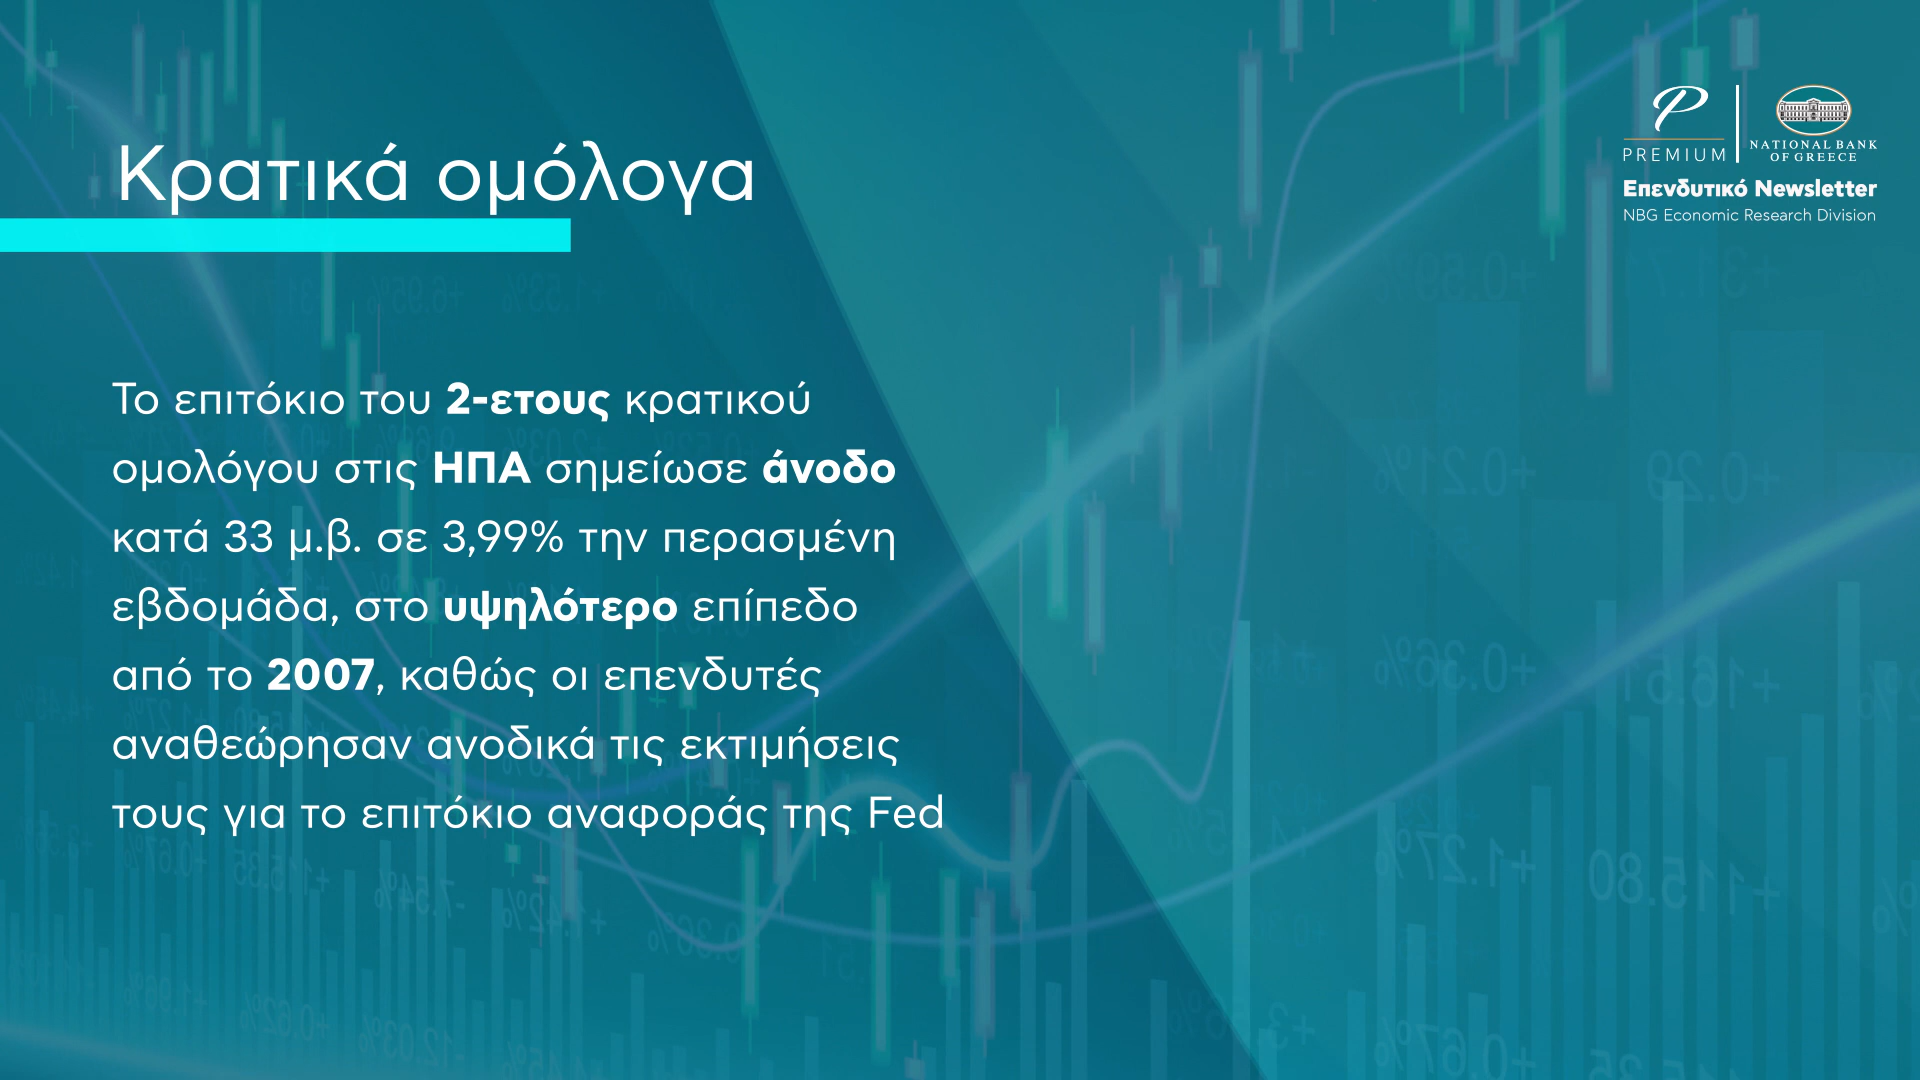 Κρατικά ομόλογα
PREMIUM
NATIONAL BANK
OF GREECE
Επενδυτικό Newsletter
NBG Economic Research Division
Το επιτόκιο του 2-ετους κρατικού
ομολόγου στις ΗΠΑ σημείωσε άνοδο
κατά 33 μ.β. σε 3,99% την περασμένη
εβδομάδα, στο υψηλότερο επίπεδο
από το 2007, καθώς οι επενδυτές
αναθεώρησαν ανοδικά τις εκτιμήσεις
τους για το επιτόκιο αναφοράς της Fed